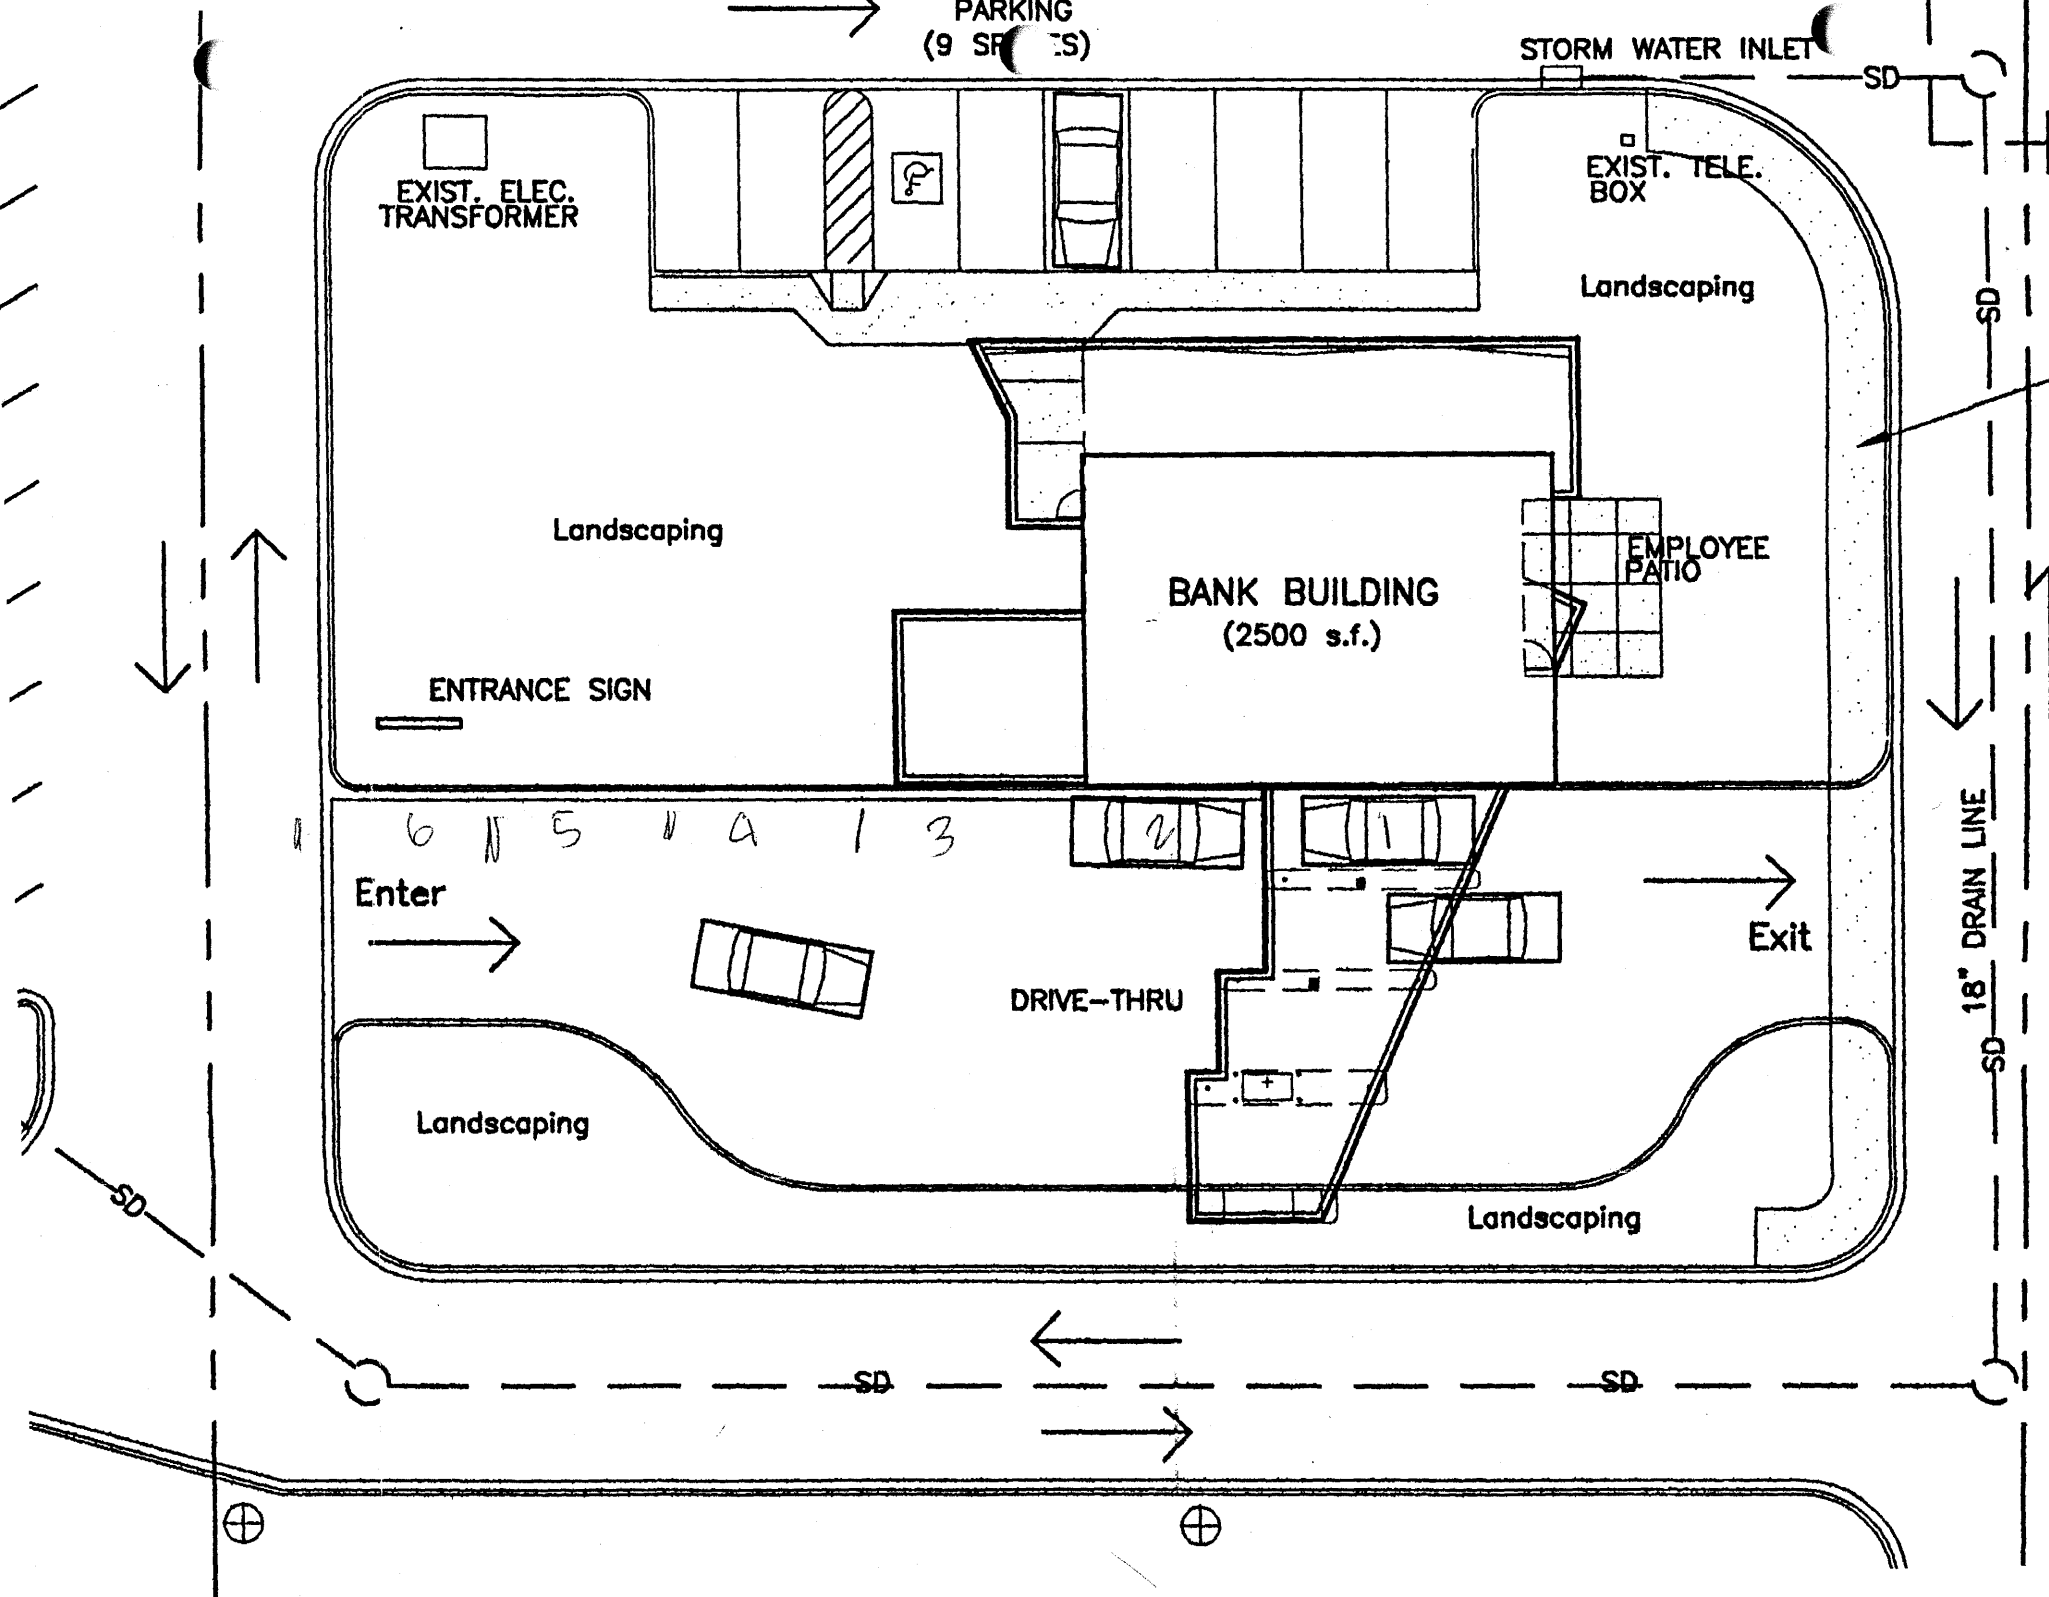 PARKING
(9 SP   ES)
STORM WATER INLET
SD
EXIST. ELEC.
TRANSFORMER
EXIST. TELE.
BOX
Landscaping
SD
Landscaping
EMPLOYEE
PATIO
BANK BUILDING
(2500 s.f.)
ENTRANCE SIGN
6 5 4 3 2 1
Enter
Exit
18" DRAIN LINE
DRIVE-THRU
SD
Landscaping
SD
Landscaping
SD
SD